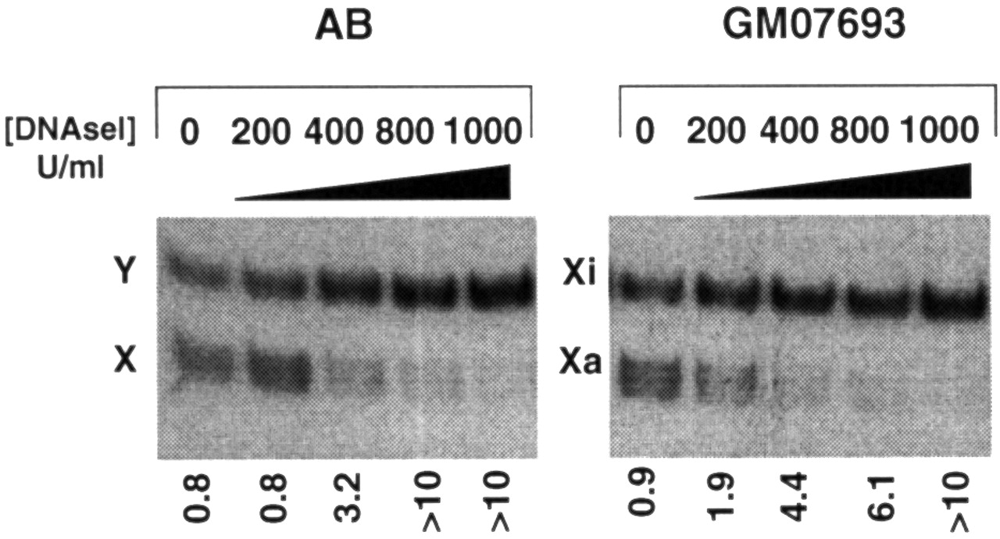 AB GM07693
[DNAseI] 0 200 400 800 1000 0 200 400 800 1000
U/ml
Y Xi
X Xa
0.8 0.8 3.2 >10 >10 0.9 1.9 4.4 6.1 >10